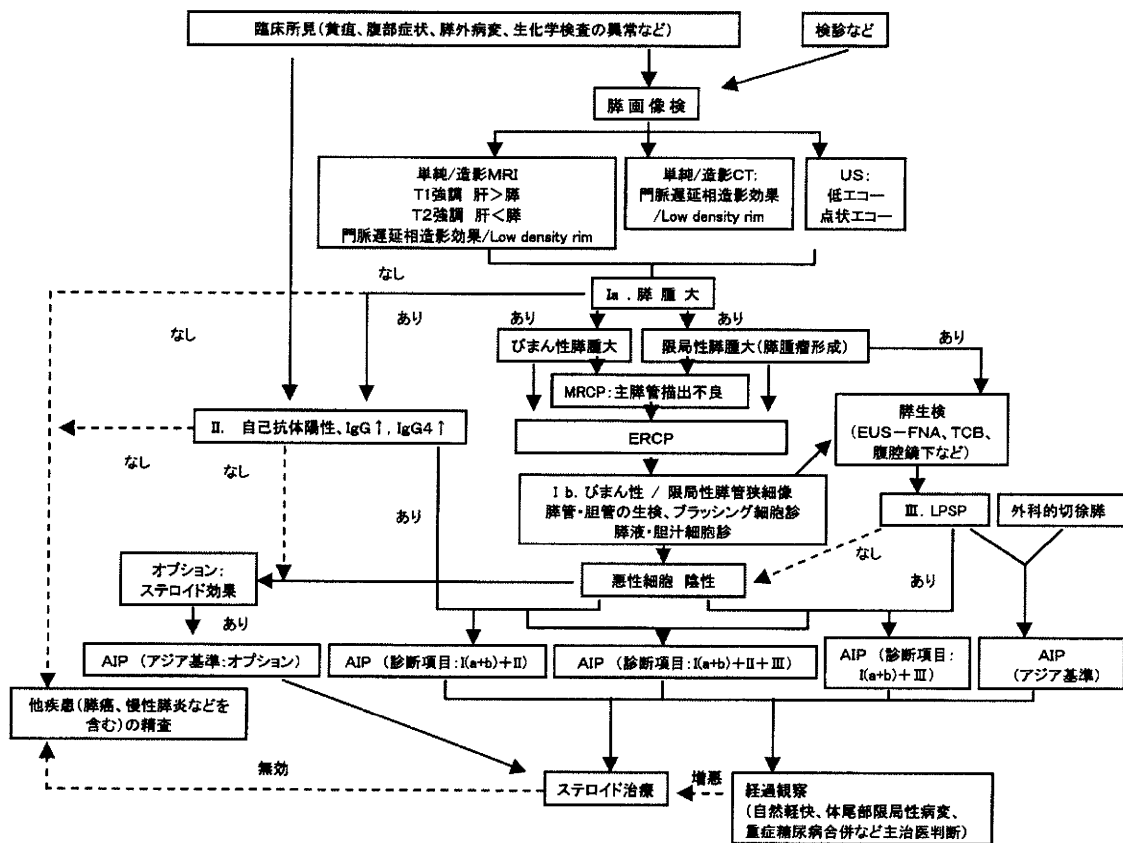 臨床所見(黄疸、腹部症状、膵外病変、生化学検査の異常など)
検診など
膵画像検
単純/造影MRI
T1強調 肝>膵
T2強調 肝<膵
門脈遅延相造影効果/Low density rim
単純/造影CT:
門脈遅延相造影効果
/Low density rim
US:
低エコー
点状エコー
なし
Ia .膵 腫 大
なし
あり
あり
あり
あり
びまん性膵腫大
限局性膵腫大(膵腫瘤形成)
MRCP:主膵管描出不良
膵生検
(EUS-FNA、TCB、
腹腔鏡下など)
II. 自己抗体陽性、IgG↑, IgG4↑
ERCP
なし
なし
あり
I b. びまん性 / 限局性膵管狭細像
膵管・胆管の生検、ブラッシング細胞診
膵液・胆汁細胞診
III. LPSP
外科的切徐膵
なし
あり
オプション:
ステロイド効果
悪性細胞 陰性
あり
AIP (アジア基準:オプション)
AIP (診断項目:I(a+b)+II)
AIP (診断項目:I(a+b)+II+III)
AIP (診断項目:
I(a+b)+III)
AIP
(アジア基準)
他疾患(膵癌、慢性膵炎などを
含む)の精査
無効
ステロイド治療
増悪
経過観察
(自然軽快、体尾部限局性病変、
重症糖尿病合併など主治医判断)